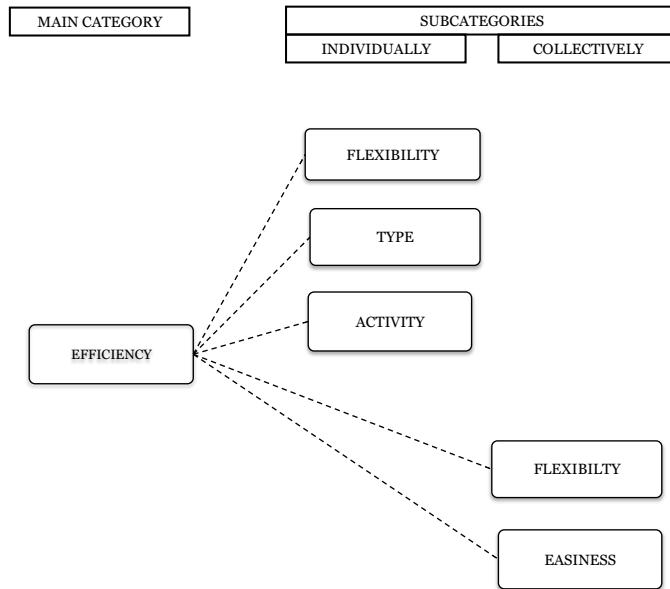 MAIN CATEGORY
SUBCATEGORIES
INDIVIDUALLY
COLLECTIVELY
FLEXIBILITY
TYPE
ACTIVITY
EFFICIENCY
FLEXIBILTY
EASINESS